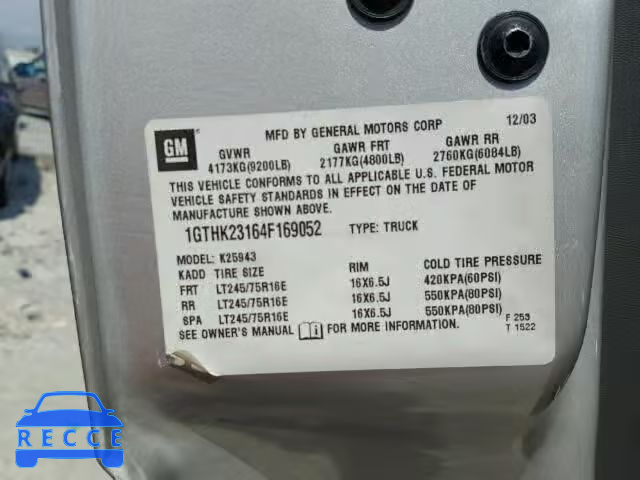 GM
MFD BY GENERAL MOTORS CORP 12/03
GVWR GAWR FRT GAWR RR
4173KG(9200LB) 2177KG(4800LB) 2760KG(6084LB)
THIS VEHICLE CONFORMS TO ALL APPLICABLE U.S. FEDERAL MOTOR
VEHICLE SAFETY STANDARDS IN EFFECT ON THE DATE OF
MANUFACTURE SHOWN ABOVE.
1GTHK23164F169052 TYPE: TRUCK
MODEL: K25943
KADD TIRE SIZE RIM COLD TIRE PRESSURE
FRT LT245/75R16E 16X6.5J 420KPA(60PSI)
RR LT245/75R16E 16X6.5J 550KPA(80PSI)
SPA LT245/75R16E 16X6.5J 550KPA(80PSI)
SEE OWNER'S MANUAL FOR MORE INFORMATION.
F 253
T 1522
RECCE